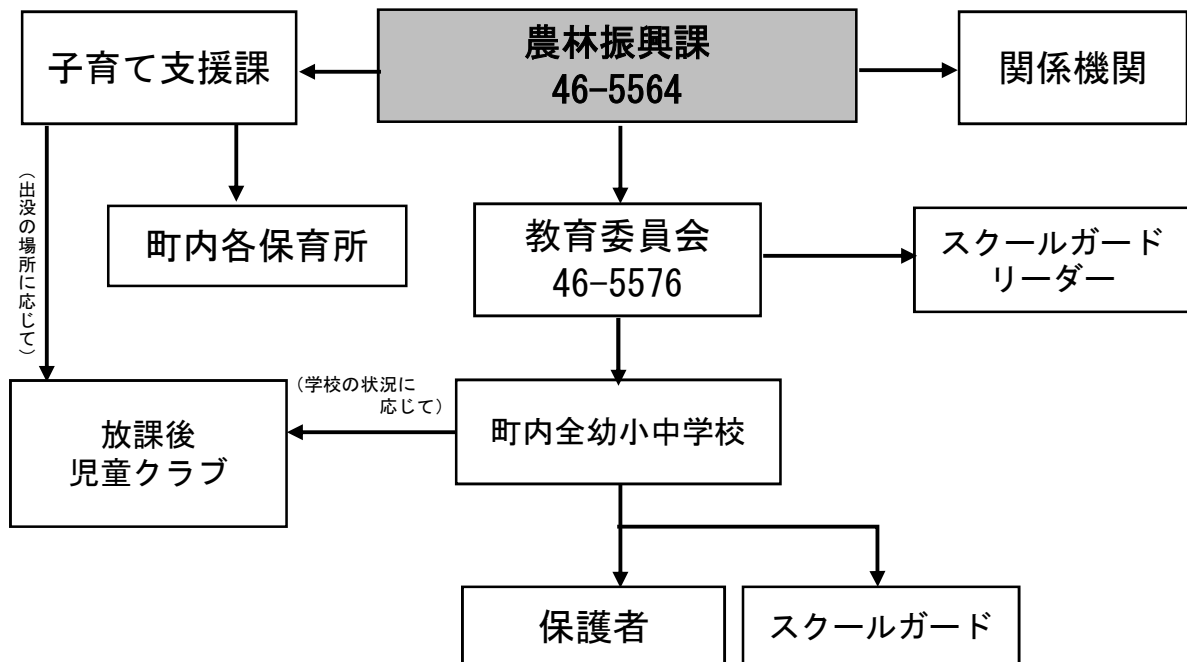 子育て支援課
農林振興課
46-5564
関係機関
(出没の場所に応じて)
町内各保育所
教育委員会
46-5576
スクールガード
リーダー
(学校の状況に
応じて)
放課後
児童クラブ
町内全幼小中学校
保護者
スクールガード